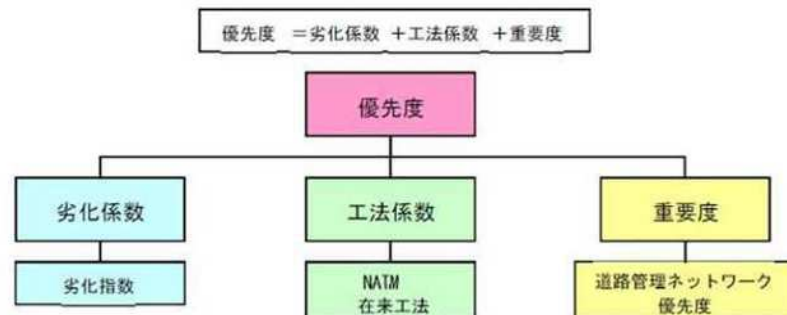 優先度 =劣化係数 +工法係数 +重要度
優先度
劣化係数
工法係数
重要度
劣化指数
NATM
在来工法
道路管理ネットワーク
優先度